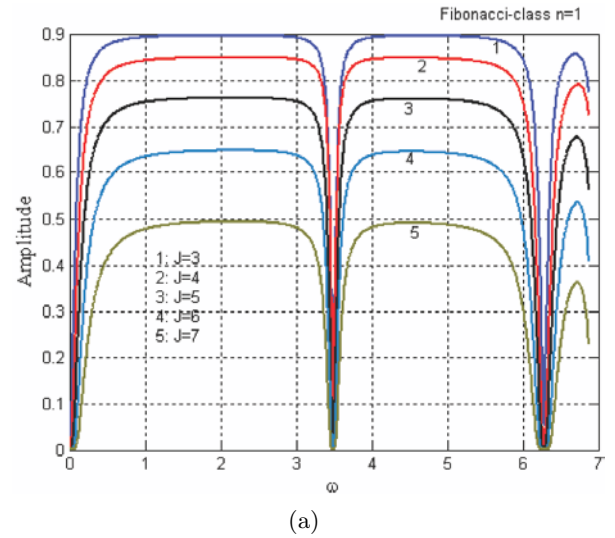 Fibonacci-class n=1
0.9
0.8
0.7
0.6
0.5
0.4
0.3
0.2
0.1
0
Amplitude
1
2
3
4
5
1: J=3
2: J=4
3: J=5
4: J=6
5: J=7
0 1 2 3 4 5 6 7
ω
(a)